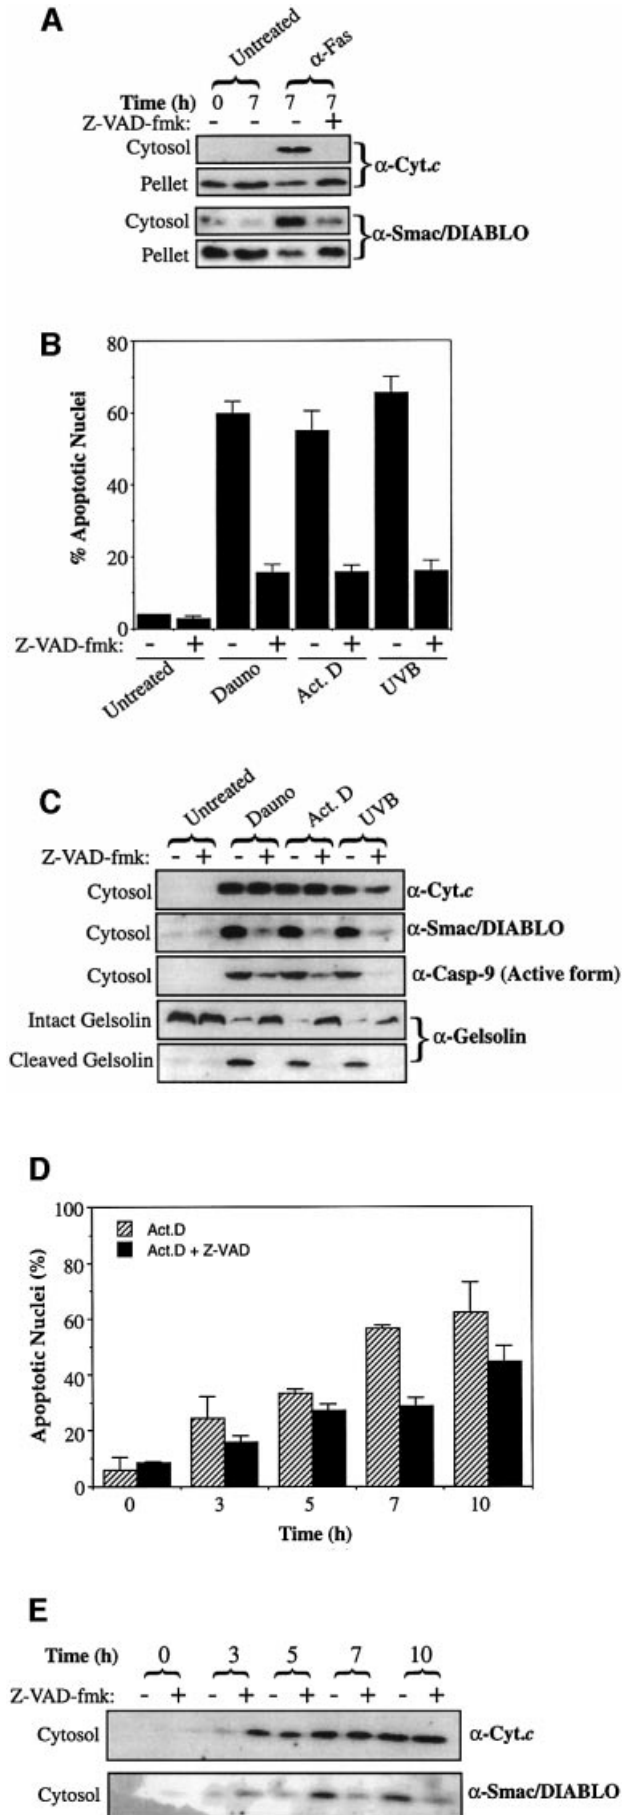 A
Untreated α-Fas
Time (h) 0 7 7 7
Z-VAD-fmk: - - - +
Cytosol
α-Cyt.c
Pellet
Cytosol
α-Smac/DIABLO
Pellet
B
80
60
40
20
0
% Apoptotic Nuclei
Z-VAD-fmk: - + - + - + - +
Untreated Dauno Act. D UVB
C
Untreated Dauno Act. D UVB
Z-VAD-fmk: - + - + - + - +
Cytosol α-Cyt.c
Cytosol α-Smac/DIABLO
Cytosol α-Casp-9 (Active form)
Intact Gelsolin
α-Gelsolin
Cleaved Gelsolin
D
100
80
60
40
20
0
Apoptotic Nuclei (%)
Act.D
Act.D + Z-VAD
0 3 5 7 10
Time (h)
E
Time (h) 0 3 5 7 10
Z-VAD-fmk: - + - + - + - + - +
Cytosol α-Cyt.c
Cytosol α-Smac/DIABLO